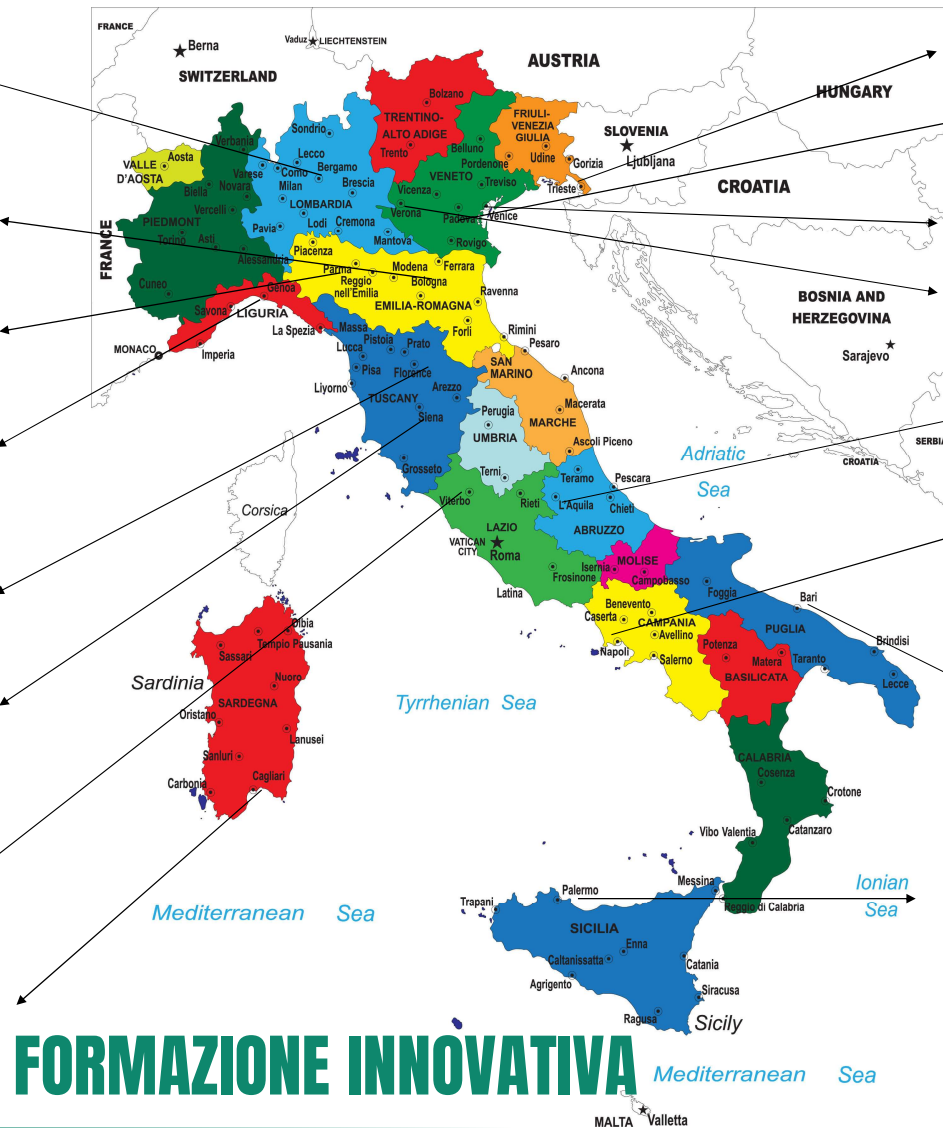 FRANCE
Berna
Vaduz
LIECHTENSTEIN
SWITZERLAND
AUSTRIA
HUNGARY
SLOVENIA
Ljubljana
CROATIA
BOSNIA AND
HERZEGOVINA
Sarajevo
SERBIA
CROATIA
FRANCE
MONACO
Corsica
VALLE
D'AOSTA
Aosta
Verbania
Biella
Novara
Vercelli
PIEDMONT
Torino
Asti
Alessandria
Cuneo
Sondrio
Lecco
Varese
Como
Bergamo
Milan
Brescia
LOMBARDIA
Pavia
Lodi
Cremona
Mantova
Bolzano
TRENTINO-
ALTO ADIGE
Trento
Belluno
VENETO
Vicenza
Treviso
Verona
Padova
Venice
Rovigo
FRIULI-
VENEZIA
GIULIA
Pordenone
Udine
Gorizia
Trieste
Genoa
Savona
LIGURIA
La Spezia
Imperia
Piacenza
Parma
Reggio
nell'Emilia
Modena
Bologna
Ferrara
EMILIA-ROMAGNA
Ravenna
Forli
Rimini
SAN
MARINO
Pesaro
Ancona
Macerata
MARCHE
Ascoli Piceno
Massa
Lucca
Pistoia
Prato
Pisa
Florence
Liyorno
Arezzo
TUSCANY
Siena
Grosseto
Perugia
UMBRIA
Terni
Viterbo
Rieti
LAZIO
VATICAN
CITY
Roma
Frosinone
Latina
Teramo
Pescara
L'Aquila
Chieti
ABRUZZO
Adriatic
Sea
Isernia
MOLISE
Campobasso
Benevento
Caserta
CAMPANIA
Avellino
Napoli
Salerno
Foggia
Bari
PUGLIA
Brindisi
Taranto
Lecce
Potenza
Matera
BASILICATA
CALABRIA
Cosenza
Crotone
Catanzaro
Vibo Valentia
Reggio di Calabria
Sardinia
Olbia
Tempio Pausania
Sassari
Nuoro
SARDEGNA
Oristano
Lanusei
Sanluri
Carbonia
Cagliari
Tyrrhenian Sea
Mediterranean Sea
Ionian
Sea
Messina
Palermo
Trapani
SICILIA
Enna
Caltanissatta
Catania
Agrigento
Siracusa
Ragusa
Sicily
FORMAZIONE INNOVATIVA
Mediterranean Sea
MALTA
Valletta